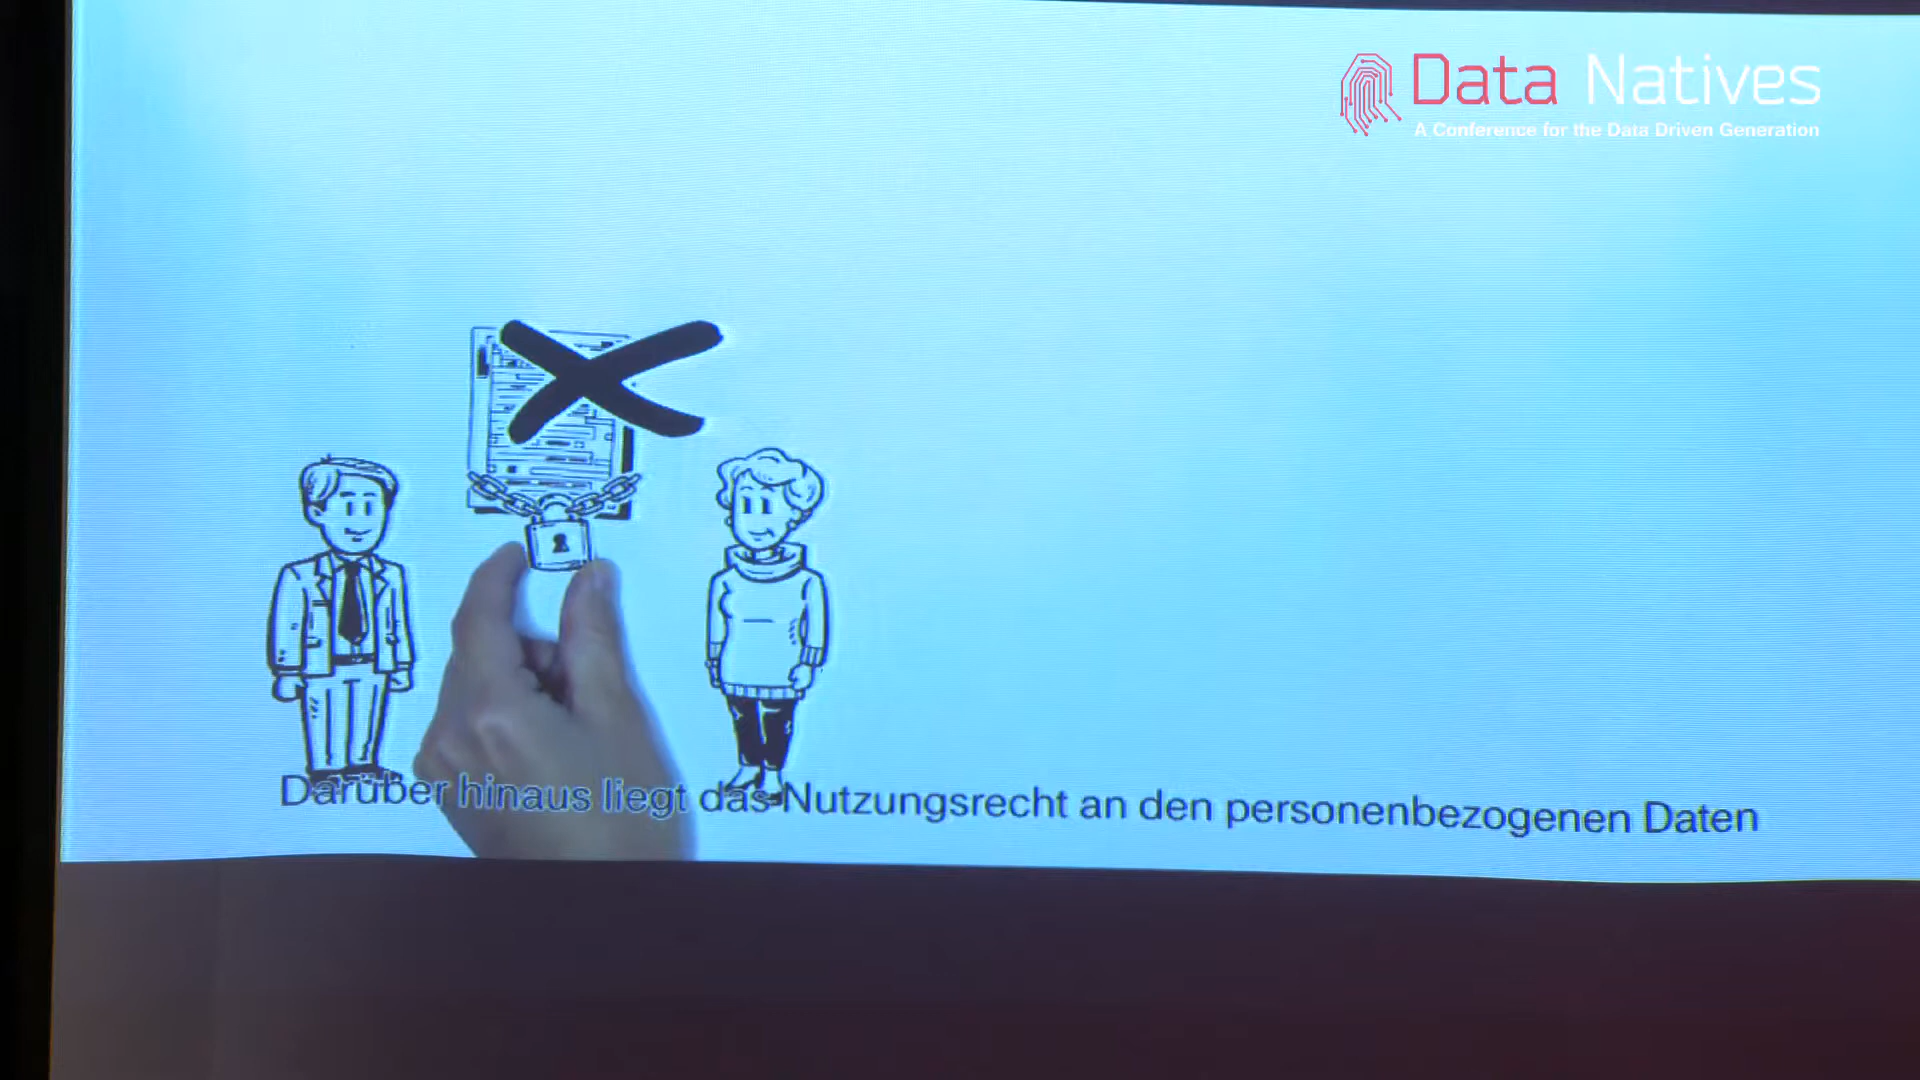 Data Natives
A Conference for the Data Driven Generation
Darüber hinaus liegt das Nutzungsrecht an den personenbezogenen Daten